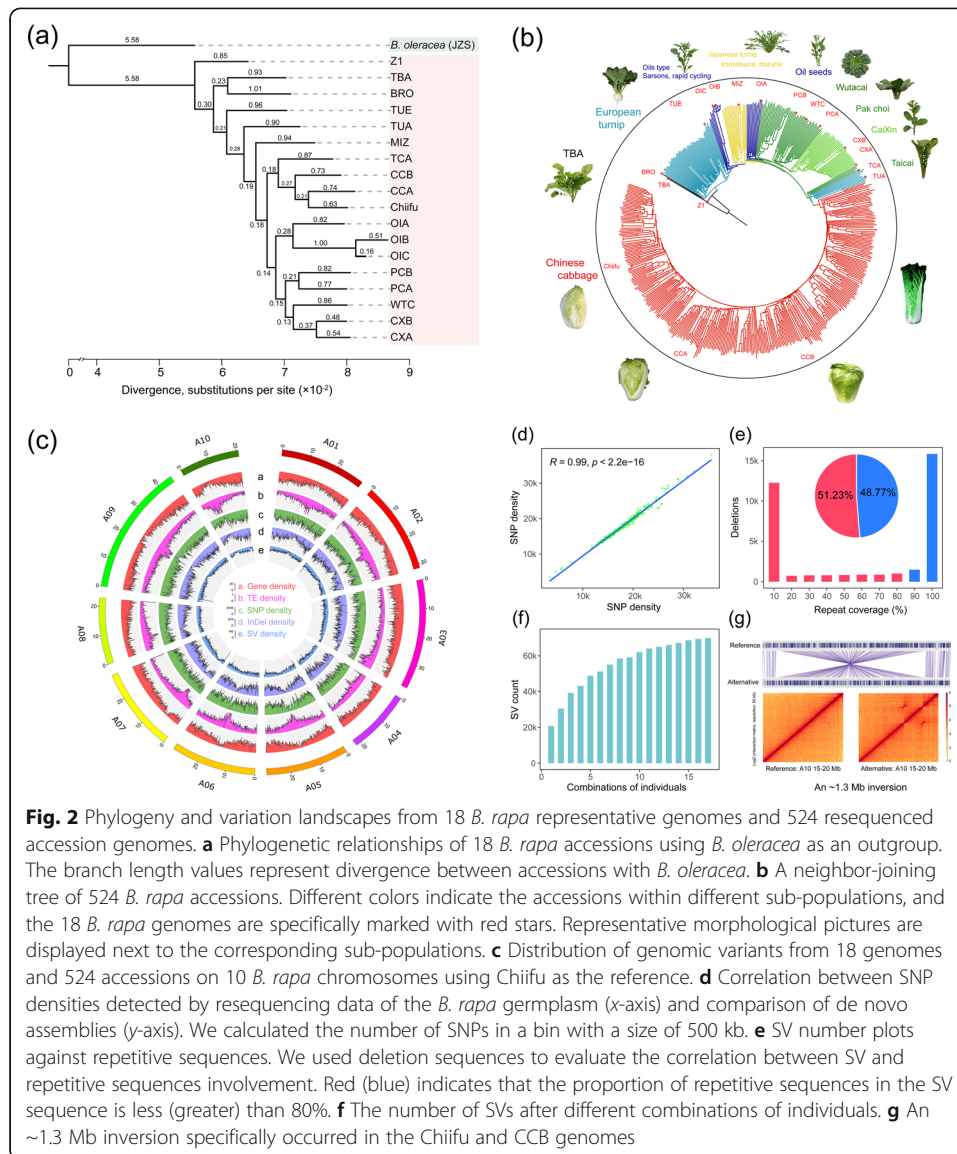 (a)
5.58
B. oleracea (JZS)
0.85
Z1
5.58
0.93
TBA
0.23
1.01
BRO
0.30
0.96
TUE
0.21
0.90
TUA
0.28
0.94
MIZ
0.19
0.87
TCA
0.18
0.73
CCB
0.27
0.74
CCA
0.21
0.63
Chiifu
0.18
0.82
OIA
0.28
0.51
OIB
1.00
0.16
OIC
0.14
0.82
PCB
0.21
0.77
PCA
0.15
0.86
WTC
0.13
0.48
CXB
0.37
0.54
CXA
0 4 5 6 7 8 9
Divergence, substitutions per site (×10-2)
(b)
Oils type
Sarsons, rapid cycling
Japanese turnip
komatsuna, mizuna
Oil seeds
Wutacai
Pak choi
CaiXin
Taicai
European
turnip
TBA
Chinese
cabbage
TUE
OIC
OIB
MIZ
OIA
PCB
WTC
PCA
CXB
CXA
TCA
TUA
BRO
TBA
Z1
Chiifu
CCA
CCB
(c)
A10
A01
A02
A03
A04
A05
A06
A07
A08
A09
a
b
c
d
e
a. Gene density
b. TE density
c. SNP density
d. InDel density
e. SV density
(d)
R = 0.99, p < 2.2e−16
SNP density
30k
20k
10k
10k 20k 30k
SNP density
(e)
51.23%
48.77%
Deletions
15k
10k
5k
0
10 20 30 40 50 60 70 80 90 100
Repeat coverage (%)
(f)
SV count
60k
40k
20k
0
0 5 10 15
Combinations of individuals
(g)
Reference
Alternative
Reference: A10 15-20 Mb
Alternative: A10 15-20 Mb
An ~1.3 Mb inversion
Fig. 2 Phylogeny and variation landscapes from 18 B. rapa representative genomes and 524 resequenced
accession genomes. a Phylogenetic relationships of 18 B. rapa accessions using B. oleracea as an outgroup.
The branch length values represent divergence between accessions with B. oleracea. b A neighbor-joining
tree of 524 B. rapa accessions. Different colors indicate the accessions within different sub-populations, and
the 18 B. rapa genomes are specifically marked with red stars. Representative morphological pictures are
displayed next to the corresponding sub-populations. c Distribution of genomic variants from 18 genomes
and 524 accessions on 10 B. rapa chromosomes using Chiifu as the reference. d Correlation between SNP
densities detected by resequencing data of the B. rapa germplasm (x-axis) and comparison of de novo
assemblies (y-axis). We calculated the number of SNPs in a bin with a size of 500 kb. e SV number plots
against repetitive sequences. We used deletion sequences to evaluate the correlation between SV and
repetitive sequences involvement. Red (blue) indicates that the proportion of repetitive sequences in the SV
sequence is less (greater) than 80%. f The number of SVs after different combinations of individuals. g An
~1.3 Mb inversion specifically occurred in the Chiifu and CCB genomes